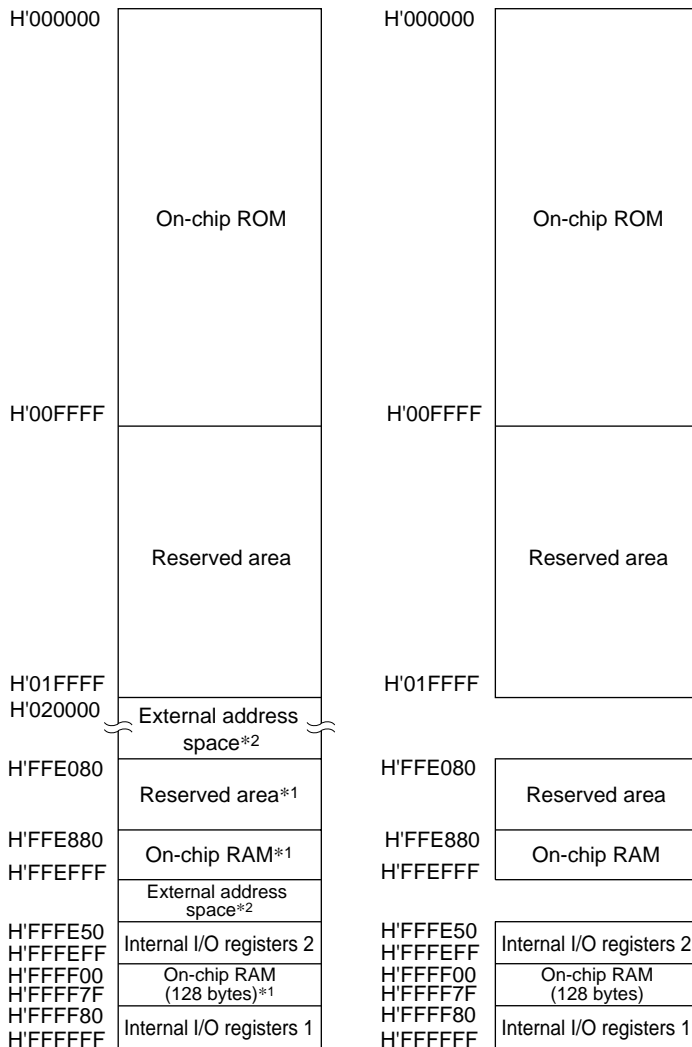 H'000000
On-chip ROM
H'00FFFF
Reserved area
H'01FFFF
H'020000
External address
space*2
H'FFE080
Reserved area*1
H'FFE880
On-chip RAM*1
H'FFEFFF
External address
space*2
H'FFFE50
Internal I/O registers 2
H'FFFEFF
H'FFFF00
On-chip RAM
(128 bytes)*1
H'FFFF7F
H'FFFF80
Internal I/O registers 1
H'FFFFFF
H'000000
On-chip ROM
H'00FFFF
Reserved area
H'01FFFF
H'FFE080
Reserved area
H'FFE880
On-chip RAM
H'FFEFFF
H'FFFE50
Internal I/O registers 2
H'FFFEFF
H'FFFF00
On-chip RAM
(128 bytes)
H'FFFF7F
H'FFFF80
Internal I/O registers 1
H'FFFFFF